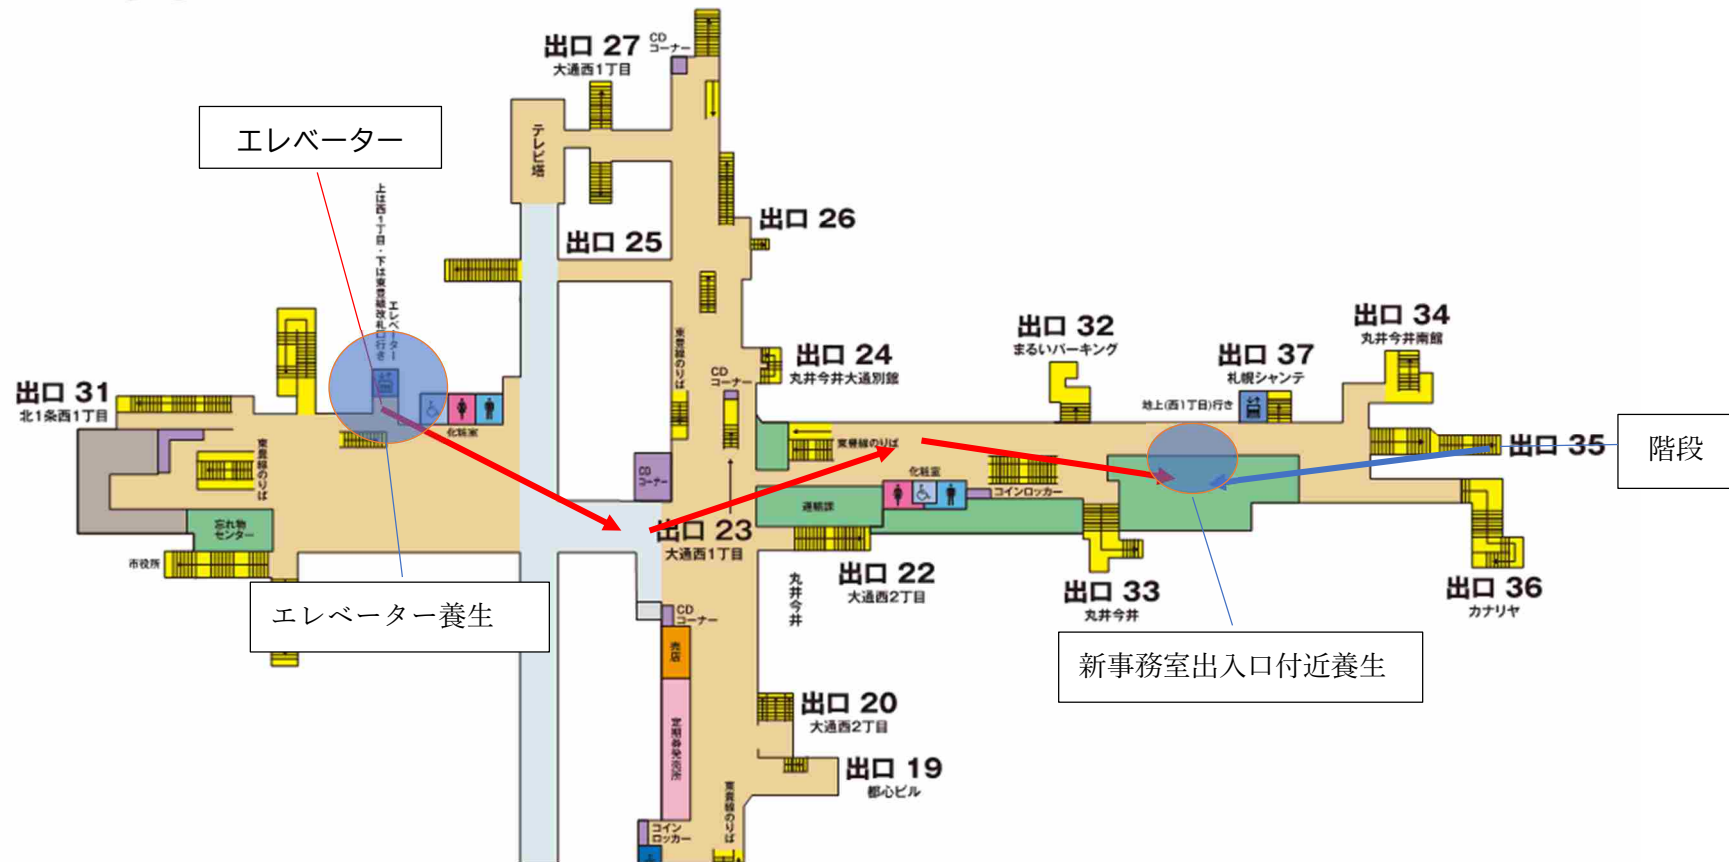 出口 27
大通西1丁目
CD
コーナー
エレベーター
テレビ塔
上は西1丁目・下は東豊線改札口行き
エレベーター
出口 25
出口 26
東豊線のりば
出口 24
丸井今井大通別館
CD
コーナー
出口 32
まるいパーキング
出口 37
札幌シャンテ
地上(西1丁目)行き
出口 34
丸井今井南館
出口 31
北1条西1丁目
化粧室
東豊線のりば
東豊線のりば
CD
コーナー
化粧室
コインロッカー
出口 35
階段
運輸課
忘れ物
センター
市役所
出口 23
大通西1丁目
出口 22
大通西2丁目
丸井今井
出口 33
丸井今井
出口 36
カナリヤ
エレベーター養生
新事務室出入口付近養生
CD
コーナー
売店
定期券発売所
出口 20
大通西2丁目
出口 19
都心ビル
東豊線のりば
コイン
ロッカー